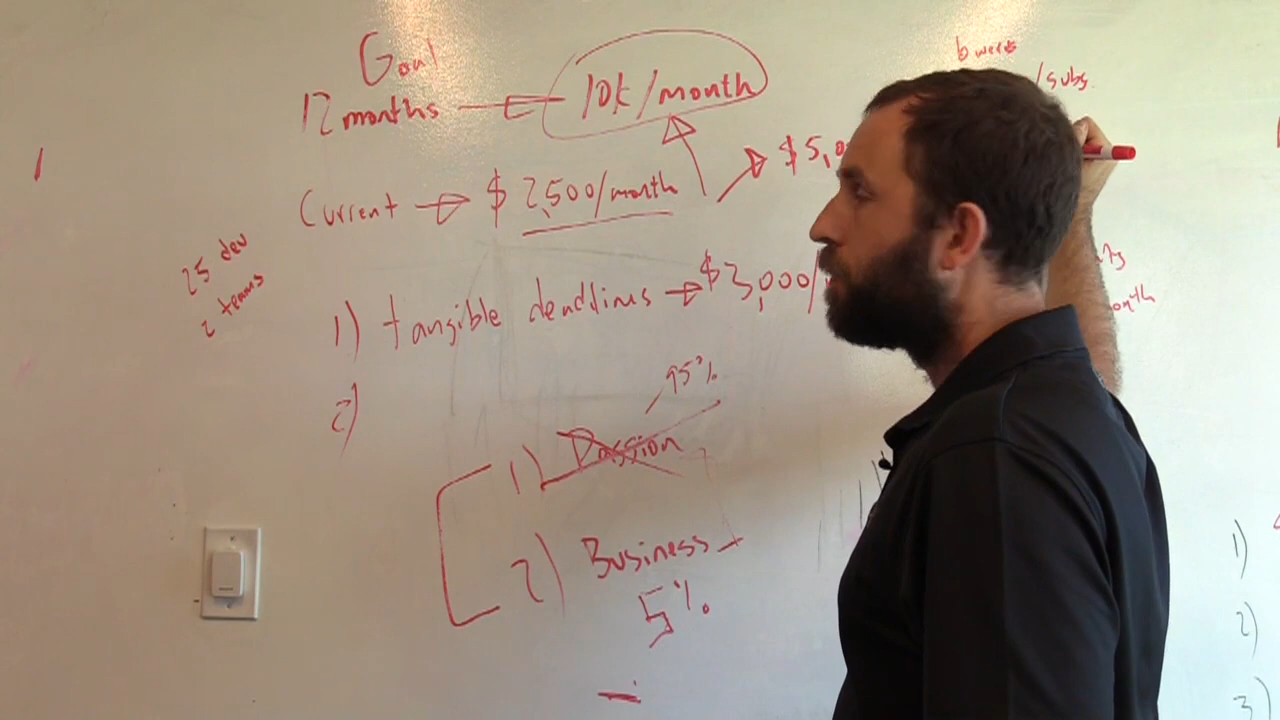 Goal
12 months → 10k/month
6 weeks
/subs.
Current → $ 2,500/month
$5,0
25 dev
2 teams
1) tangible deadlines → $3,000/
onth
2)
95%
1) Passion
2) Business
5%
1)
2)
3)